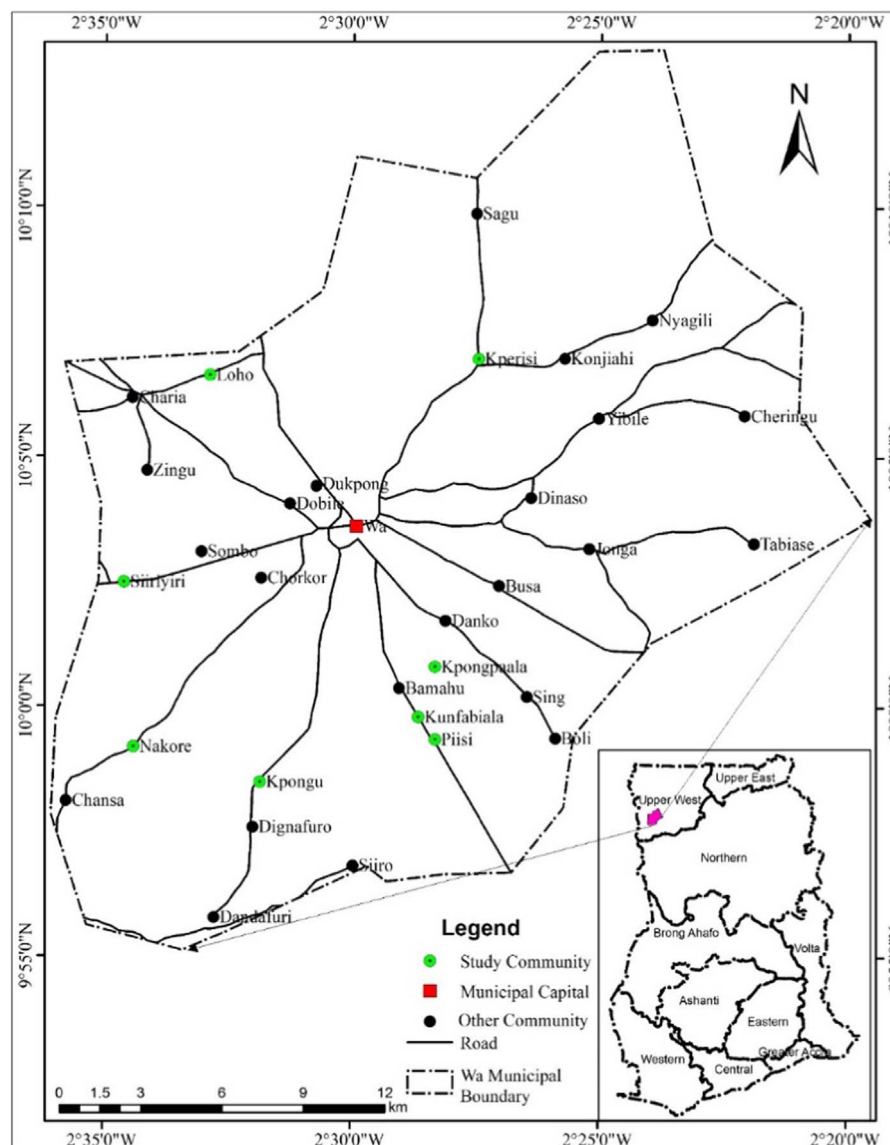 2°35'0"W 2°30'0"W 2°25'0"W 2°20'0"W
N
10°10'0"N
Sagu
Nyagili
Kperisi
Konjiahi
Loho
Sharia
Yibile
Cheringu
10°5'0"N
Zingu
Dukpong
Dobile
Dinaso
Wa
Sombo
Jonga
Tabiase
Siirlyiri
Chorkor
Busa
Danko
Kpongpaala
Bamahu
Sing
10°0'0"N
Kunfabiala
Piisi
Boli
Nakore
Kpongu
Chansa
Dignafuro
Siiro
Dandafuri
9°55'0"N
Legend
Study Community
Municipal Capital
Other Community
Road
Wa Municipal
Boundary
Upper East
Upper West
Northern
Brong Ahafo
Volta
Ashanti
Eastern
Greater Accra
Western
Central
0 1.5 3 6 9 12
km
2°35'0"W 2°30'0"W 2°25'0"W 2°20'0"W